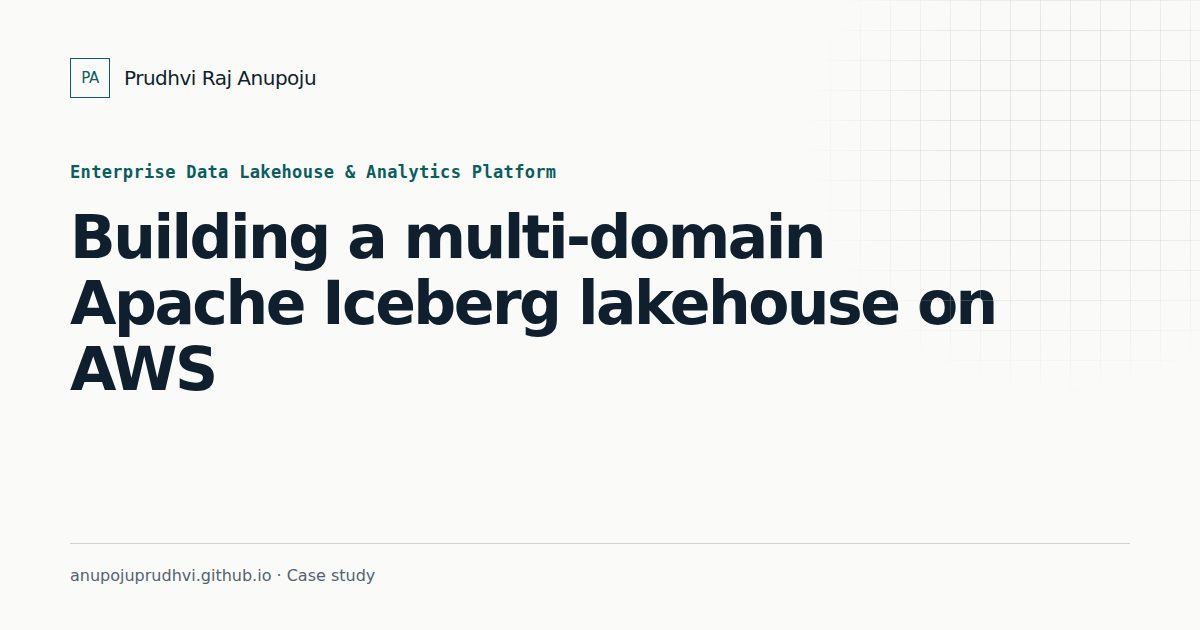 PA
Prudhvi Raj Anupoju
Enterprise Data Lakehouse & Analytics Platform
Building a multi-domain
Apache Iceberg lakehouse on
AWS
anupojuprudhvi.github.io · Case study